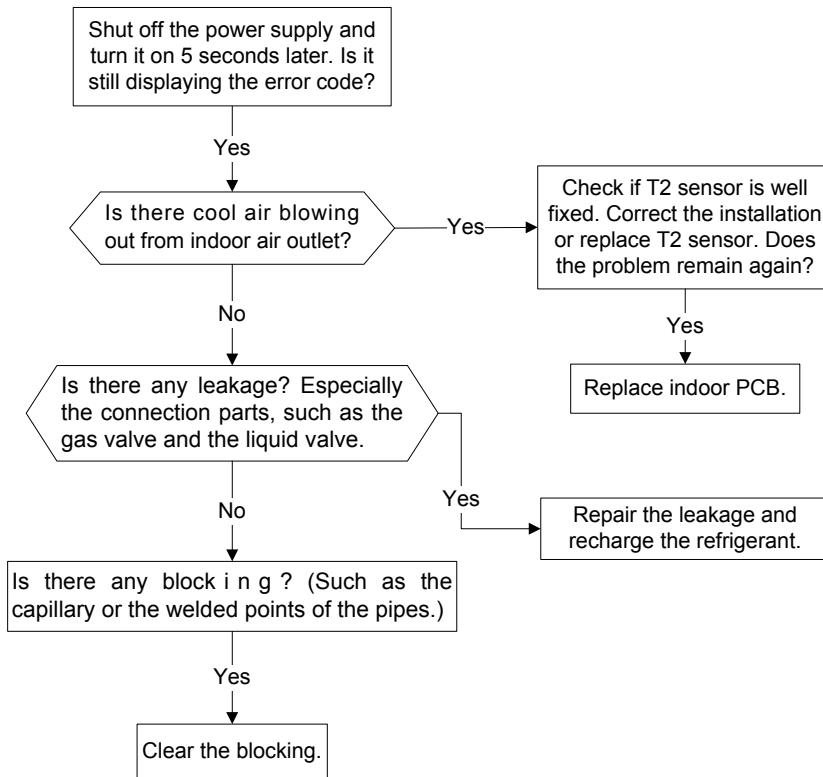 Shut off the power supply and
turn it on 5 seconds later. Is it
still displaying the error code?
Yes
Is there cool air blowing
out from indoor air outlet?
Yes
Check if T2 sensor is well
fixed. Correct the installation
or replace T2 sensor. Does
the problem remain again?
Yes
Replace indoor PCB.
No
Is there any leakage? Especially
the connection parts, such as the
gas valve and the liquid valve.
Yes
Repair the leakage and
recharge the refrigerant.
No
Is there any blocking? (Such as the
capillary or the welded points of the pipes.)
Yes
Clear the blocking.